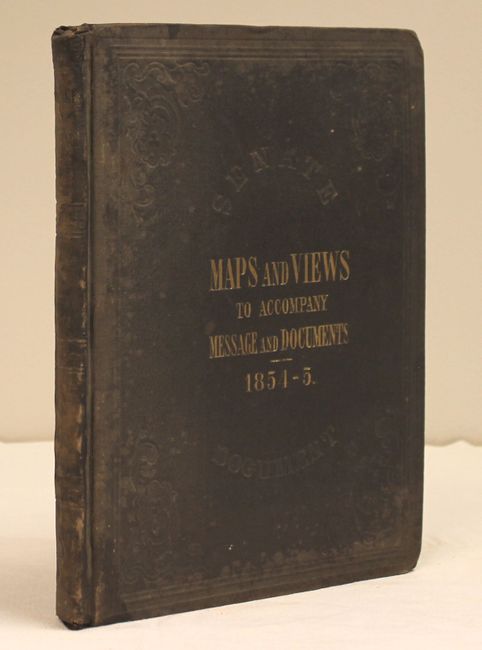 SENATE
MAPS AND VIEWS
TO ACCOMPANY
MESSAGE AND DOCUMENTS
1854-5.
DOCUMENT